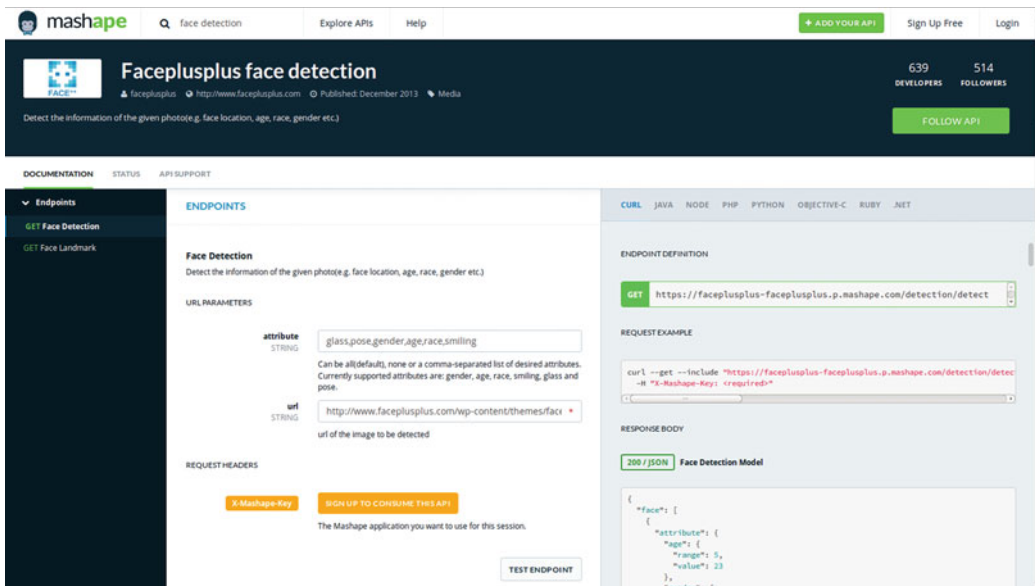 mashape
face detection
Explore APIs
Help
+ ADD YOUR API
Sign Up Free
Login
FACE++
Faceplusplus face detection
faceplusplus http://www.faceplusplus.com Published: December 2013 Media
Detect the information of the given photo(e.g. face location, age, race, gender etc.)
639
DEVELOPERS
514
FOLLOWERS
FOLLOW API
DOCUMENTATION
STATUS
API SUPPORT
Endpoints
GET Face Detection
GET Face Landmark
ENDPOINTS
Face Detection
Detect the information of the given photo(e.g. face location, age, race, gender etc.)
URL PARAMETERS
attribute
STRING
glass,pose,gender,age,race,smiling
Can be all(default), none or a comma-separated list of desired attributes.
Currently supported attributes are: gender, age, race, smiling, glass and
pose.
url
STRING
http://www.faceplusplus.com/wp-content/themes/face *
url of the image to be detected
REQUEST HEADERS
X-Mashape-Key
SIGN UP TO CONSUME THIS API
The Mashape application you want to use for this session.
TEST ENDPOINT
CURL JAVA NODE PHP PYTHON OBJECTIVE-C RUBY .NET
ENDPOINT DEFINITION
GET https://faceplusplus-faceplusplus.p.mashape.com/detection/detect
REQUEST EXAMPLE
curl --get --include "https://faceplusplus-faceplusplus.p.mashape.com/detection/detec
-H "X-Mashape-Key: <required>"
RESPONSE BODY
200 / JSON Face Detection Model
{
"face": [
{
"attribute": {
"age": {
"range": 5,
"value": 23
},